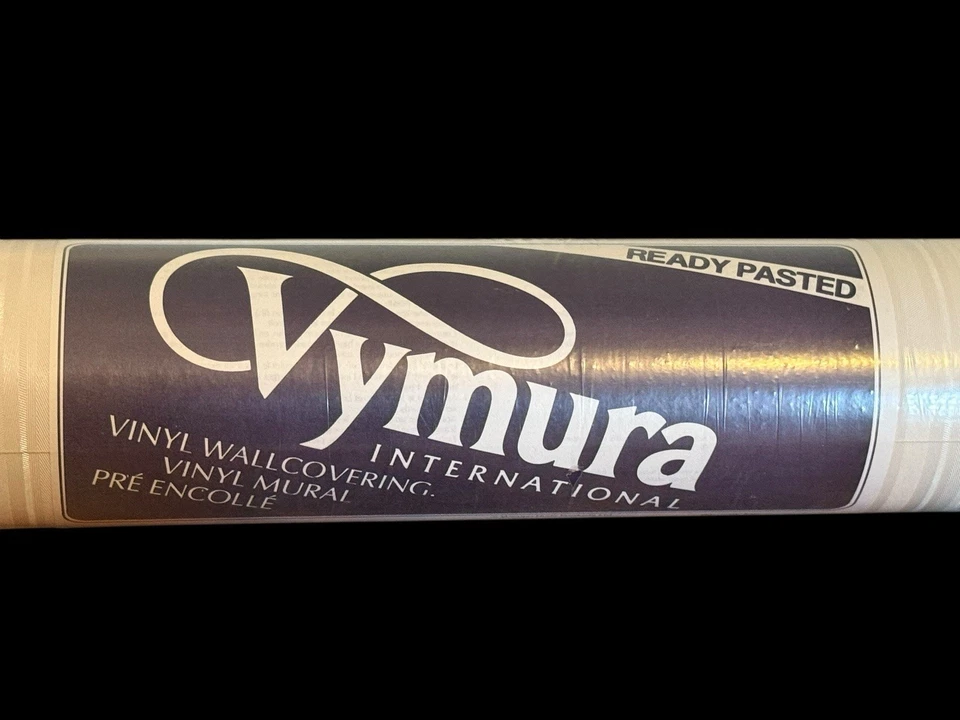 READY PASTED
Vymura
INTERNATIONAL
VINYL WALLCOVERING.
VINYL MURAL
PRÉ ENCOLLÉ